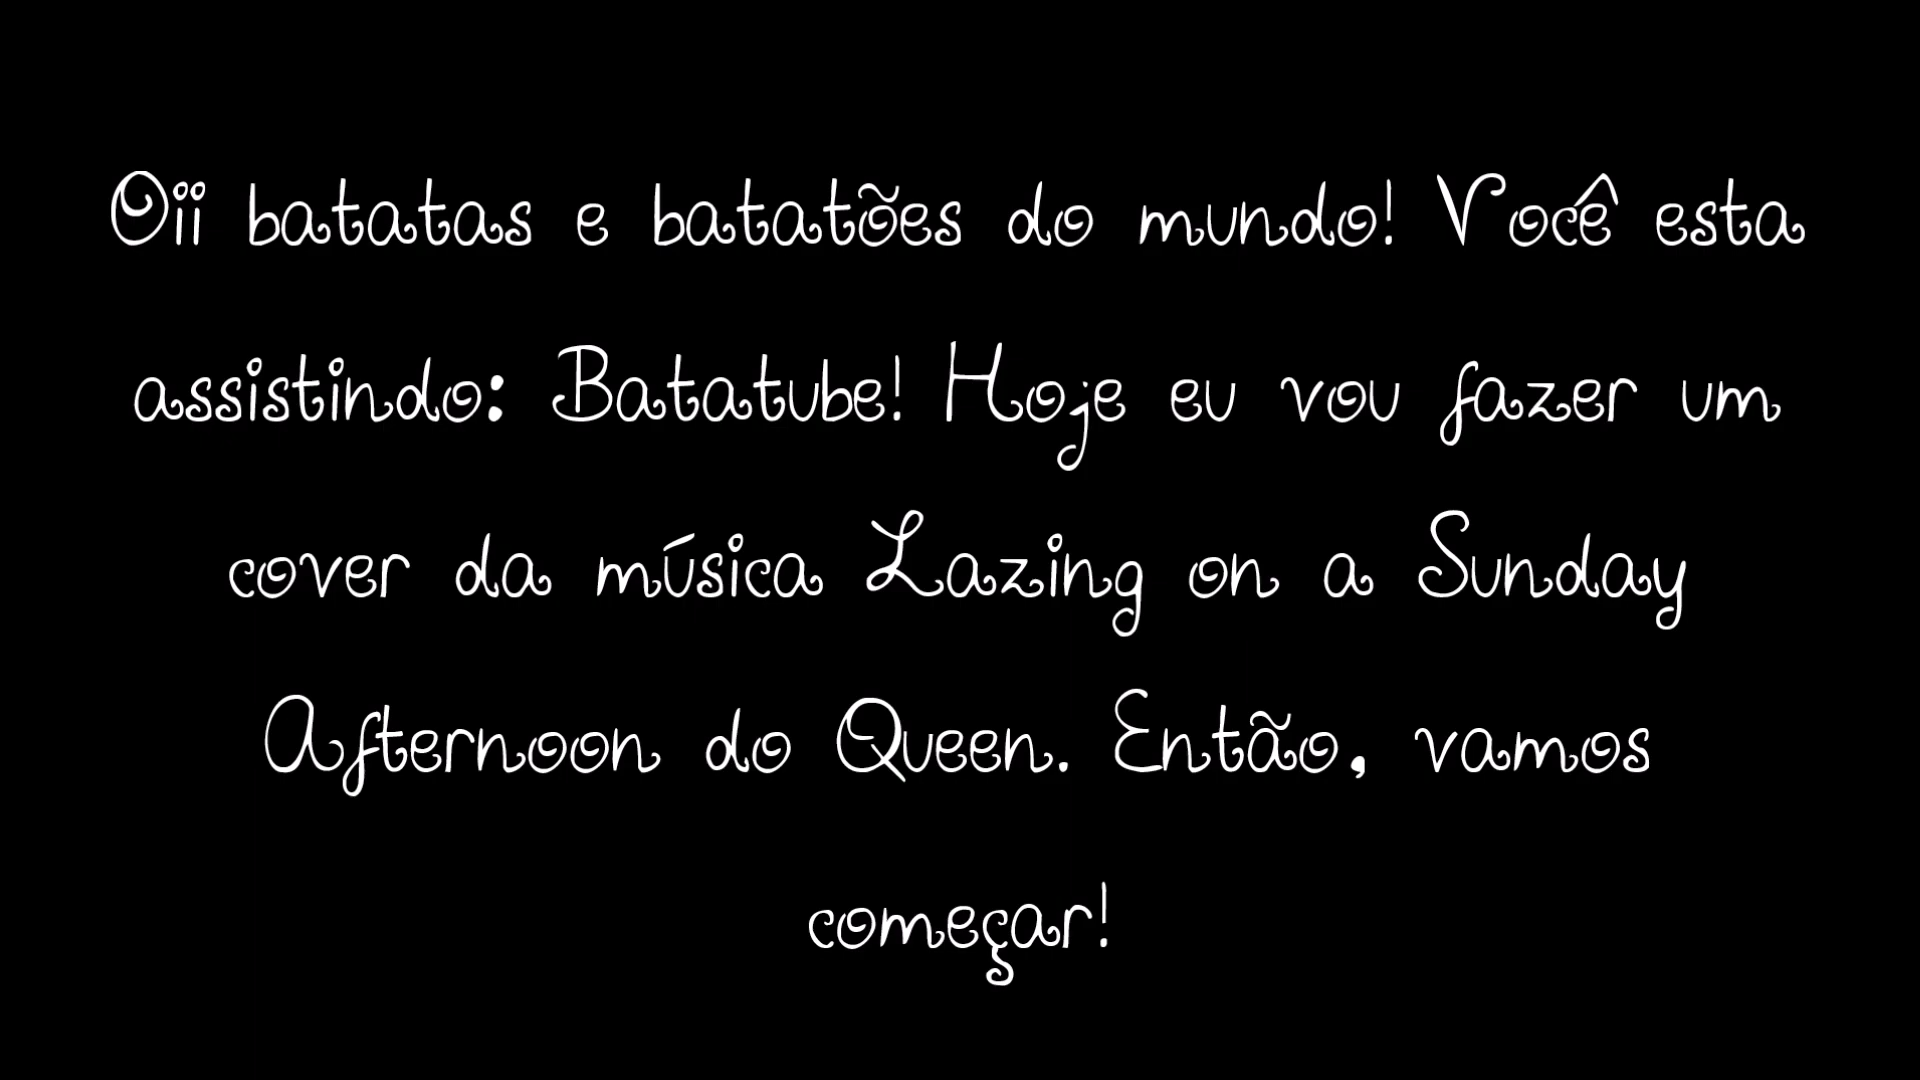 Oii batatas e batatões do mundo! Você esta
assistindo: Batatube! Hoje eu vou fazer um
cover da música Lazing on a Sunday
Afternoon do Queen. Então, vamos
começar!